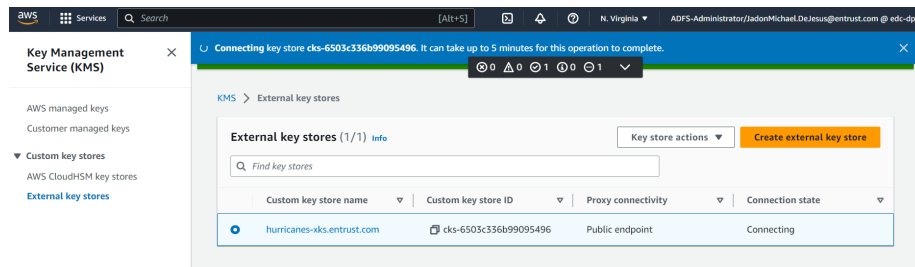 aws
Services
Search
[Alt+S]
N. Virginia
ADFS-Administrator/JadonMichael.DeJesus@entrust.com @ edc-dp
Key Management Service (KMS)
AWS managed keys
Customer managed keys
Custom key stores
AWS CloudHSM key stores
External key stores
Connecting key store cks-6503c336b99095496. It can take up to 5 minutes for this operation to complete.
0 0 1 0 1
KMS > External key stores
External key stores (1/1) Info
Key store actions
Create external key store
Find key stores
Custom key store name
Custom key store ID
Proxy connectivity
Connection state
hurricanes-xks.entrust.com
cks-6503c336b99095496
Public endpoint
Connecting